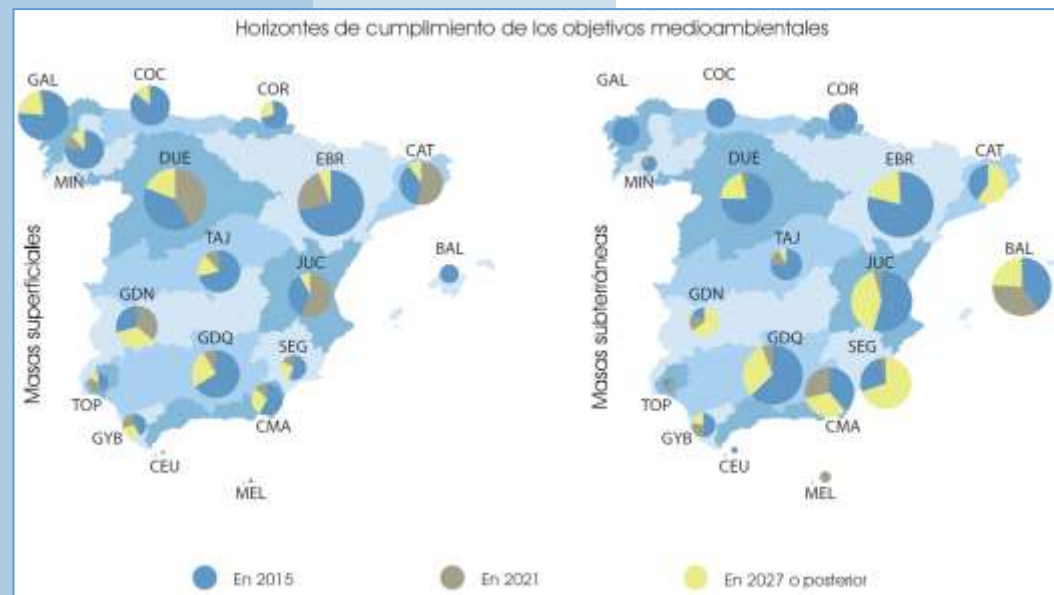 Horizontes de cumplimiento de los objetivos medioambientales
Masas superficiales
GAL
COC
COR
MIÑ
DUE
EBR
CAT
TAJ
BAL
JUC
GDN
GDQ
SEG
TOP
GYB
CMA
CEU
MEL
Masas subterráneas
GAL
COC
COR
MIÑ
DUE
EBR
CAT
TAJ
BAL
JUC
GDN
GDQ
SEG
TOP
GYB
CMA
CEU
MEL
En 2015
En 2021
En 2027 o posterior